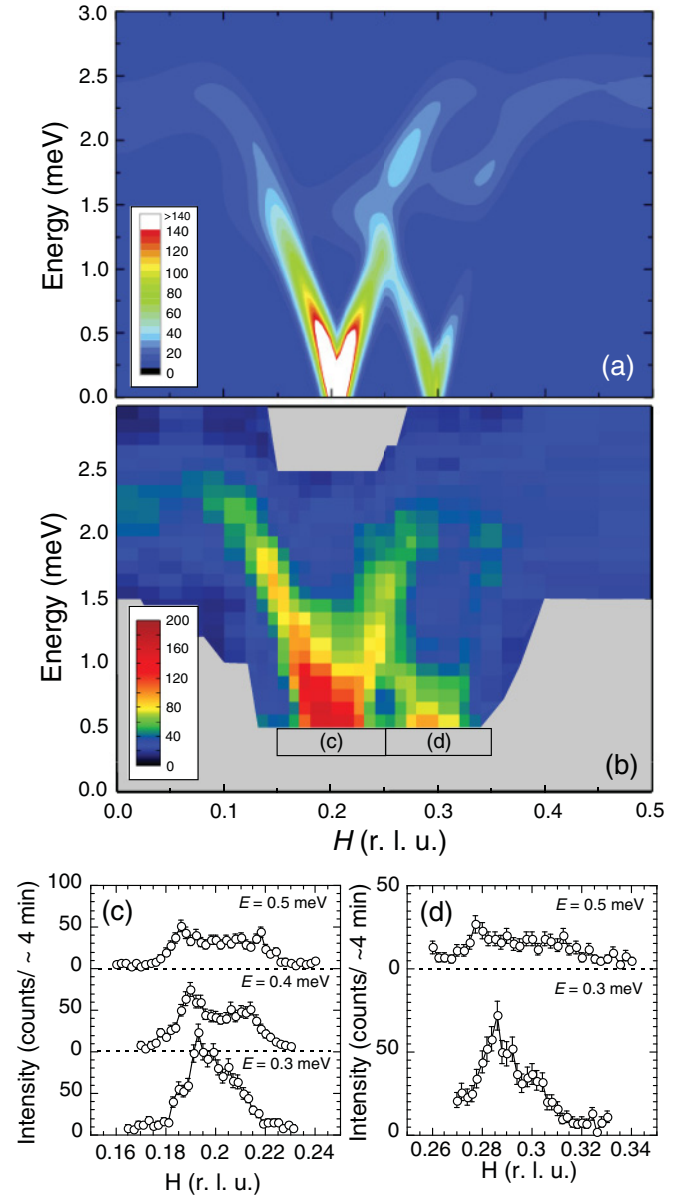 3.0
2.5
2.0
1.5
1.0
0.5
0.0
Energy (meV)
>140
140
120
100
80
60
40
20
0
(a)
2.5
2.0
1.5
1.0
0.5
0.0
Energy (meV)
200
160
120
80
40
0
(c)
(d)
(b)
0.0 0.1 0.2 0.3 0.4 0.5
H (r. l. u.)
100
50
0
50
0
50
0
Intensity (counts/ ~ 4 min)
(c)
E = 0.5 meV
E = 0.4 meV
E = 0.3 meV
0.16 0.18 0.20 0.22 0.24
H (r. l. u.)
50
0
50
0
Intensity (counts/ ~4 min)
(d)
E = 0.5 meV
E = 0.3 meV
0.26 0.28 0.3 0.32 0.34
H (r. l. u.)